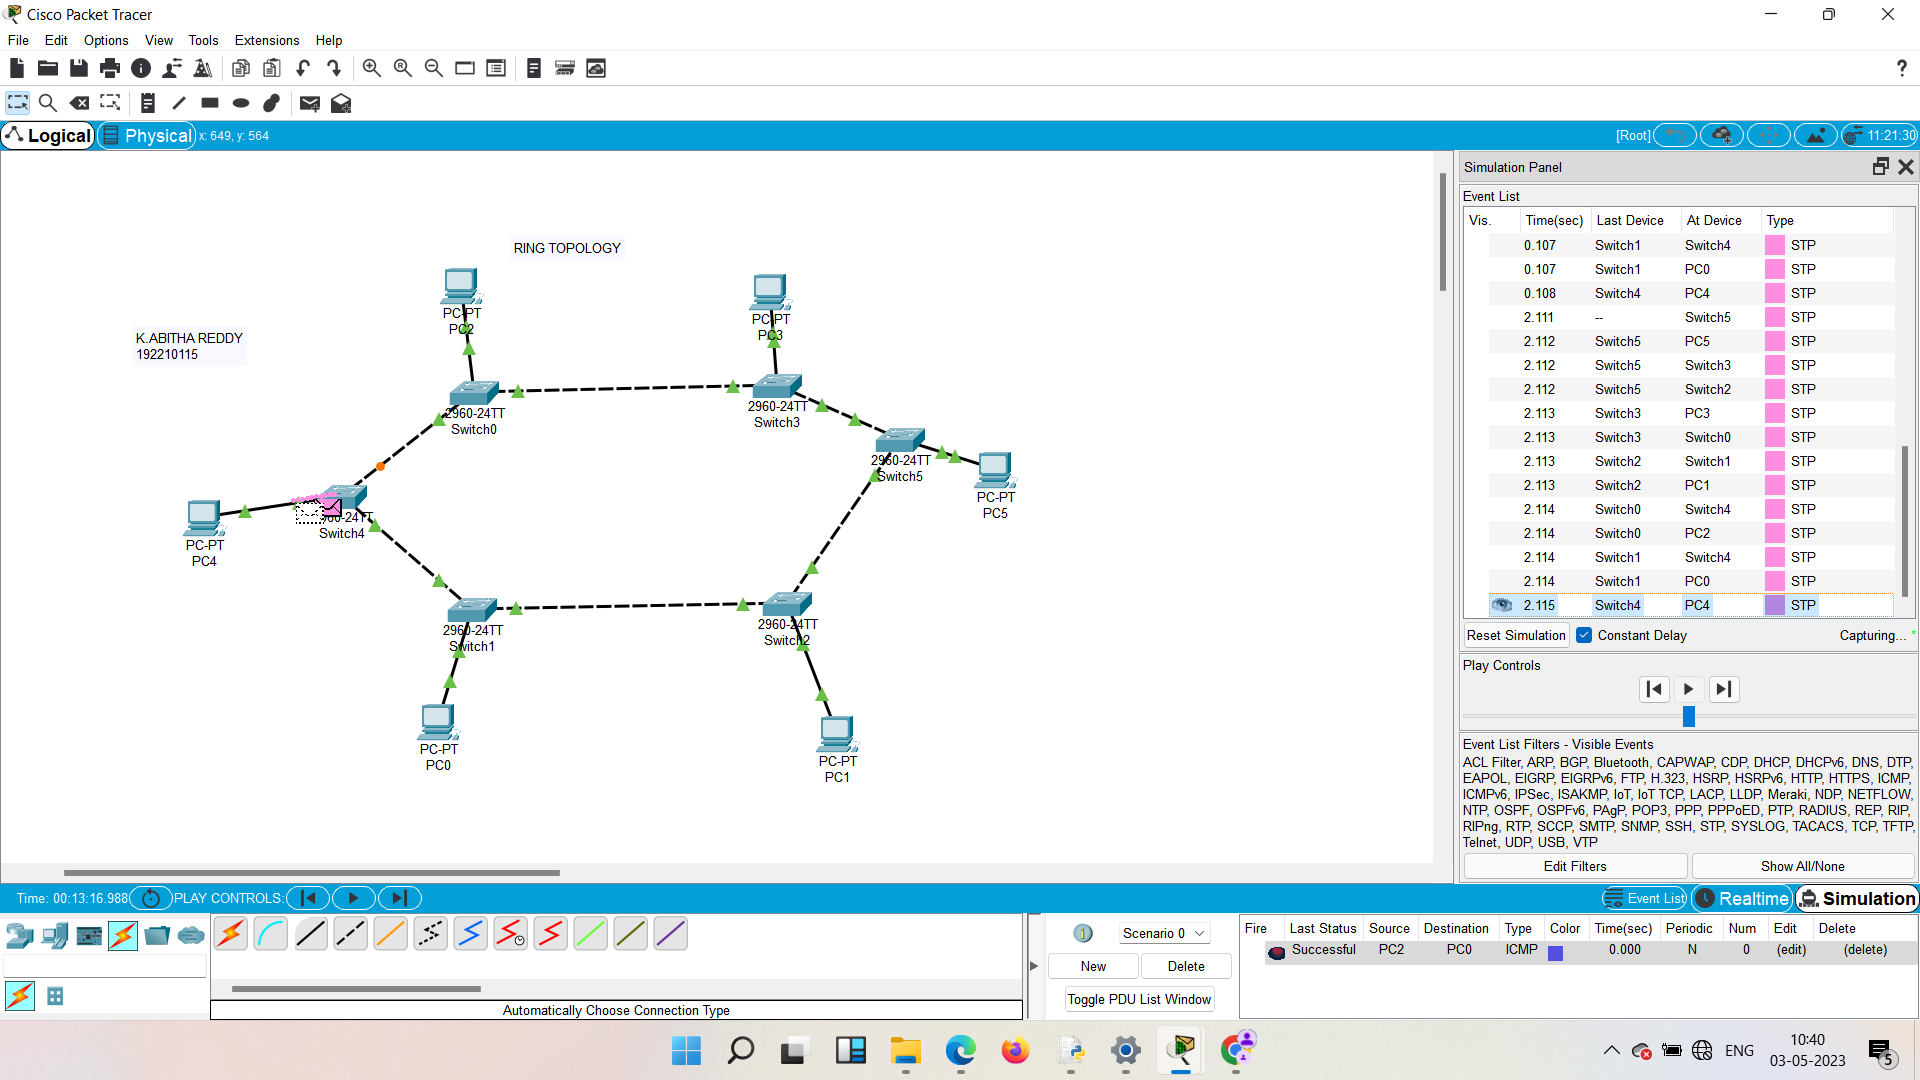 Cisco Packet Tracer
File Edit Options View Tools Extensions Help
Logical Physical x: 649, y: 564 [Root] 11:21:30
RING TOPOLOGY
K.ABITHA REDDY
192210115
PC-PT
PC2
PC-PT
PC3
2960-24TT
Switch0
2960-24TT
Switch3
2960-24TT
Switch5
PC-PT
PC5
960-24TT
Switch4
PC-PT
PC4
2960-24TT
Switch1
2960-24TT
Switch2
PC-PT
PC0
PC-PT
PC1
Simulation Panel
Event List
Vis. Time(sec) Last Device At Device Type
0.107 Switch1 Switch4 STP
0.107 Switch1 PC0 STP
0.108 Switch4 PC4 STP
2.111 -- Switch5 STP
2.112 Switch5 PC5 STP
2.112 Switch5 Switch3 STP
2.112 Switch5 Switch2 STP
2.113 Switch3 PC3 STP
2.113 Switch3 Switch0 STP
2.113 Switch2 Switch1 STP
2.113 Switch2 PC1 STP
2.114 Switch0 Switch4 STP
2.114 Switch0 PC2 STP
2.114 Switch1 Switch4 STP
2.114 Switch1 PC0 STP
2.115 Switch4 PC4 STP
Reset Simulation Constant Delay Capturing... *
Play Controls
Event List Filters - Visible Events
ACL Filter, ARP, BGP, Bluetooth, CAPWAP, CDP, DHCP, DHCPv6, DNS, DTP,
EAPOL, EIGRP, EIGRPv6, FTP, H.323, HSRP, HSRPv6, HTTP, HTTPS, ICMP,
ICMPv6, IPSec, ISAKMP, IoT, IoT TCP, LACP, LLDP, Meraki, NDP, NETFLOW,
NTP, OSPF, OSPFv6, PAgP, POP3, PPP, PPPoED, PTP, RADIUS, REP, RIP,
RIPng, RTP, SCCP, SMTP, SNMP, SSH, STP, SYSLOG, TACACS, TCP, TFTP,
Telnet, UDP, USB, VTP
Edit Filters Show All/None
Time: 00:13:16.988 PLAY CONTROLS: Event List Realtime Simulation
Scenario 0
New Delete
Toggle PDU List Window
Fire Last Status Source Destination Type Color Time(sec) Periodic Num Edit Delete
Successful PC2 PC0 ICMP 0.000 N 0 (edit) (delete)
Automatically Choose Connection Type
ENG
10:40
03-05-2023
5